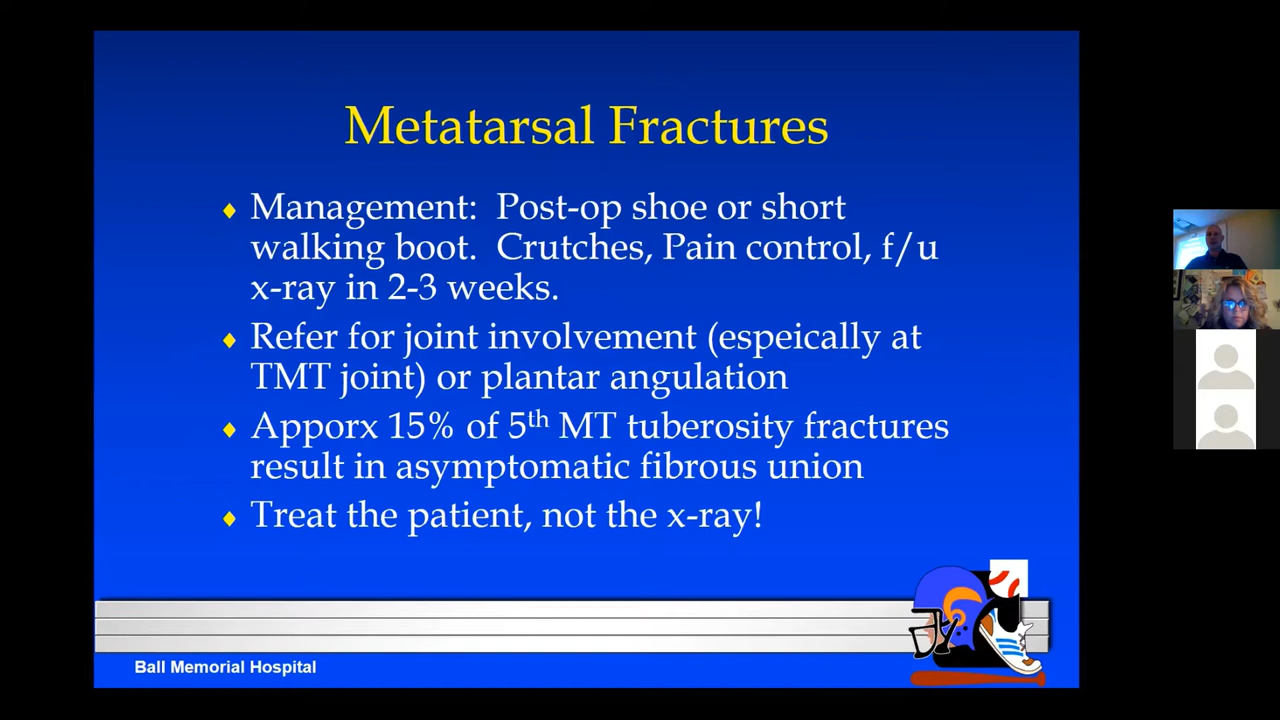 Metatarsal Fractures
Management: Post-op shoe or short
walking boot. Crutches, Pain control, f/u
x-ray in 2-3 weeks.
Refer for joint involvement (espeically at
TMT joint) or plantar angulation
Apporx 15% of 5th MT tuberosity fractures
result in asymptomatic fibrous union
Treat the patient, not the x-ray!
Ball Memorial Hospital